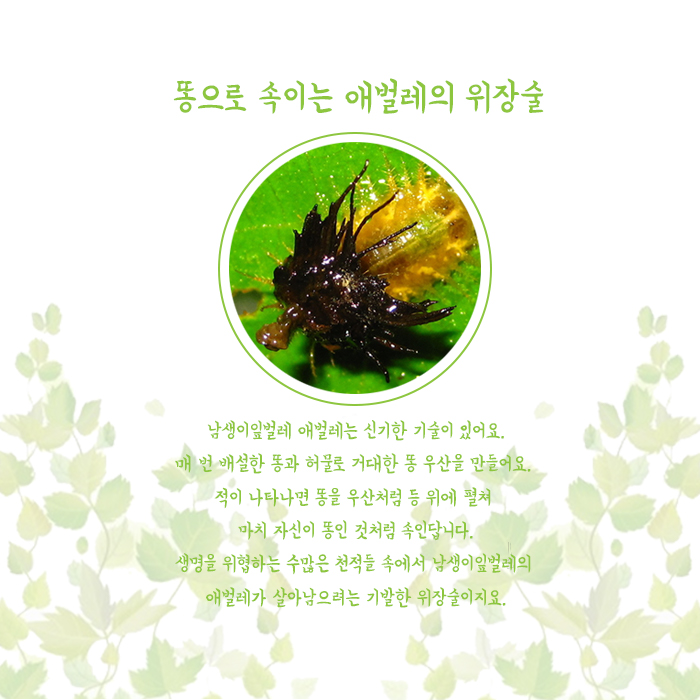 똥으로 속이는 애벌레의 위장술
남생이잎벌레 애벌레는 신기한 기술이 있어요.
매 번 배설한 똥과 허물로 거대한 똥 우산을 만들어요.
적이 나타나면 똥을 우산처럼 등 위에 펼쳐
마치 자신이 똥인 것처럼 속인답니다.
생명을 위협하는 수많은 천적들 속에서 남생이잎벌레의
애벌레가 살아남으려는 기발한 위장술이지요.